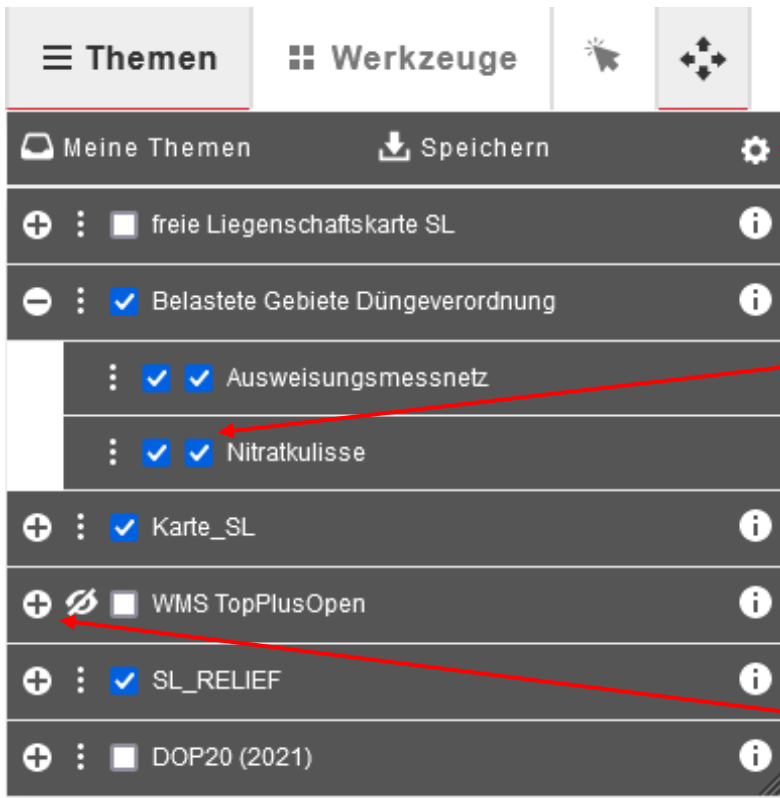 Themen Werkzeuge
Meine Themen Speichern
freie Liegenschaftskarte SL
Belastete Gebiete Düngeverordnung
Ausweisungsmessnetz
Nitratkulisse
Karte_SL
WMS TopPlusOpen
SL_RELIEF
DOP20 (2021)